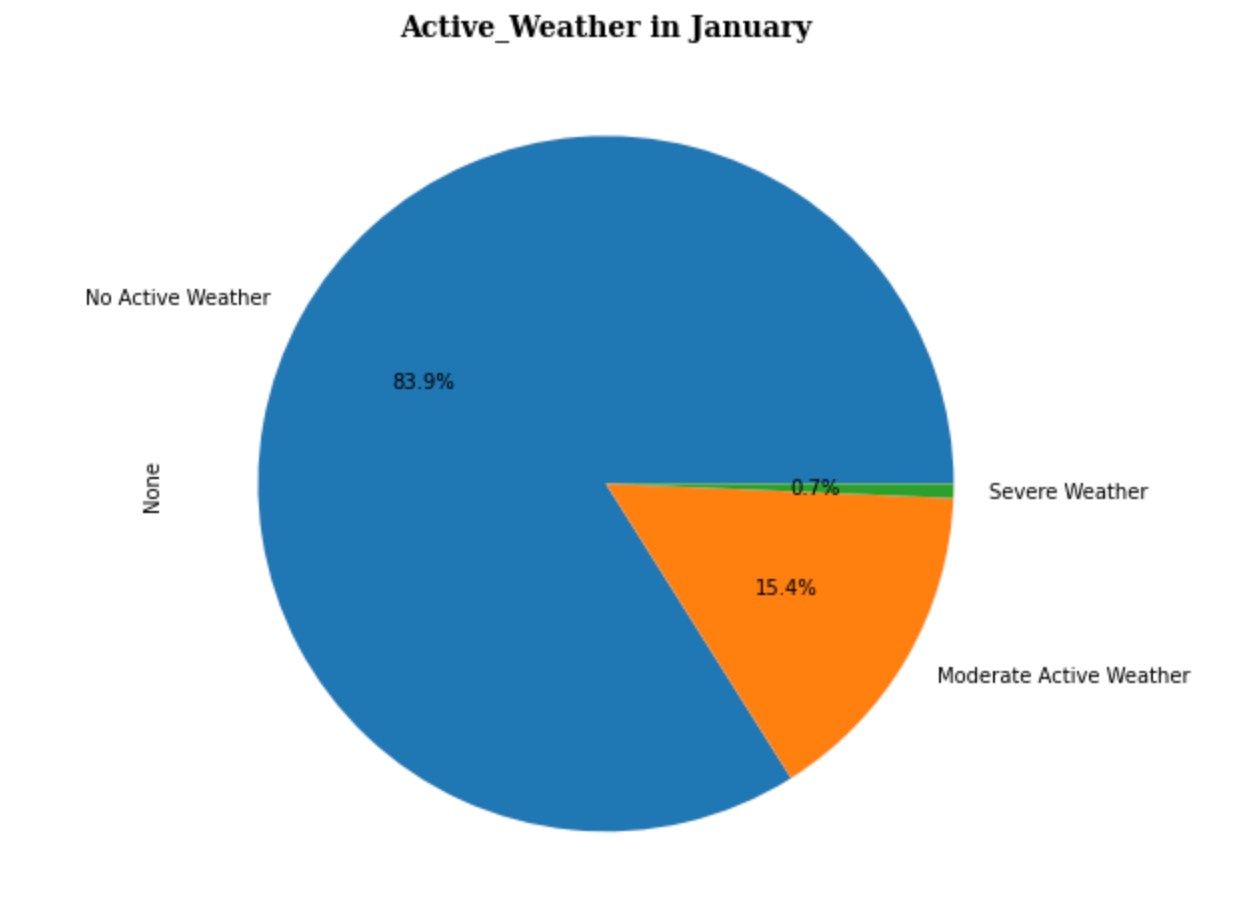 Active_Weather in January
No Active Weather
83.9%
None
0.7%
Severe Weather
15.4%
Moderate Active Weather